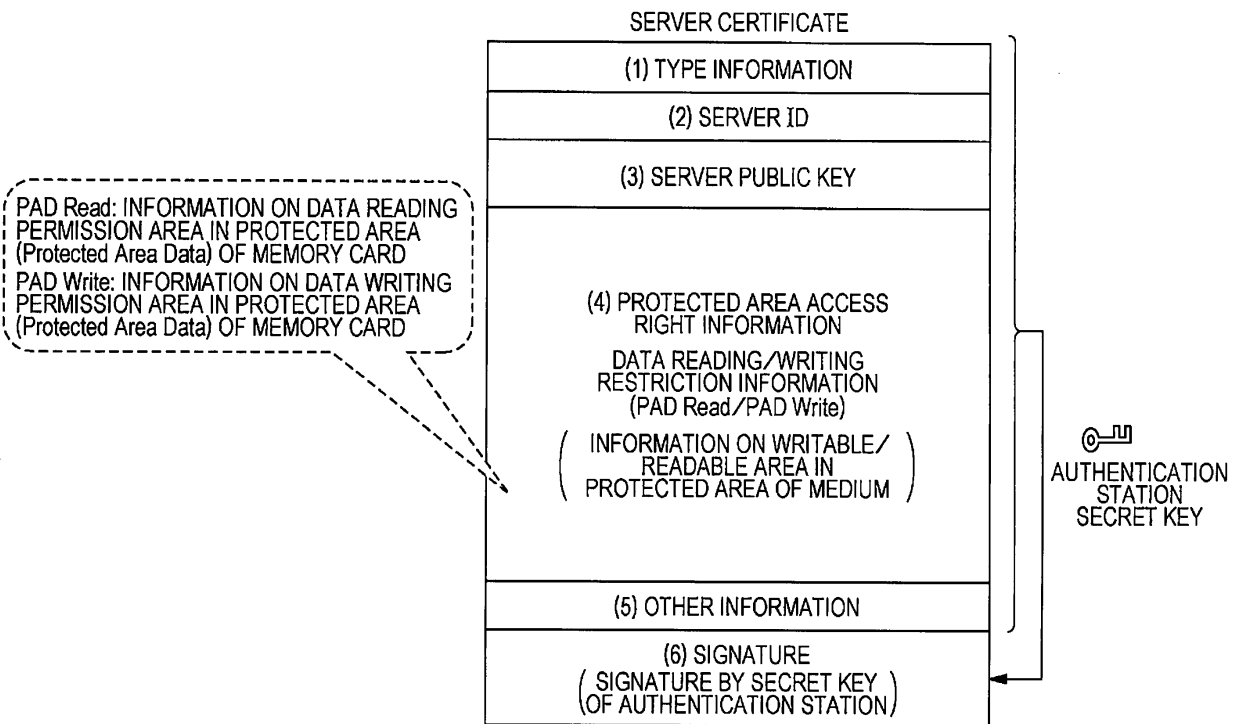 SERVER CERTIFICATE
(1) TYPE INFORMATION
(2) SERVER ID
(3) SERVER PUBLIC KEY
PAD Read: INFORMATION ON DATA READING
PERMISSION AREA IN PROTECTED AREA
(Protected Area Data) OF MEMORY CARD
PAD Write: INFORMATION ON DATA WRITING
PERMISSION AREA IN PROTECTED AREA
(Protected Area Data) OF MEMORY CARD
(4) PROTECTED AREA ACCESS
RIGHT INFORMATION
DATA READING/WRITING
RESTRICTION INFORMATION
(PAD Read/PAD Write)
(INFORMATION ON WRITABLE/
READABLE AREA IN
PROTECTED AREA OF MEDIUM)
AUTHENTICATION
STATION
SECRET KEY
(5) OTHER INFORMATION
(6) SIGNATURE
(SIGNATURE BY SECRET KEY
OF AUTHENTICATION STATION)